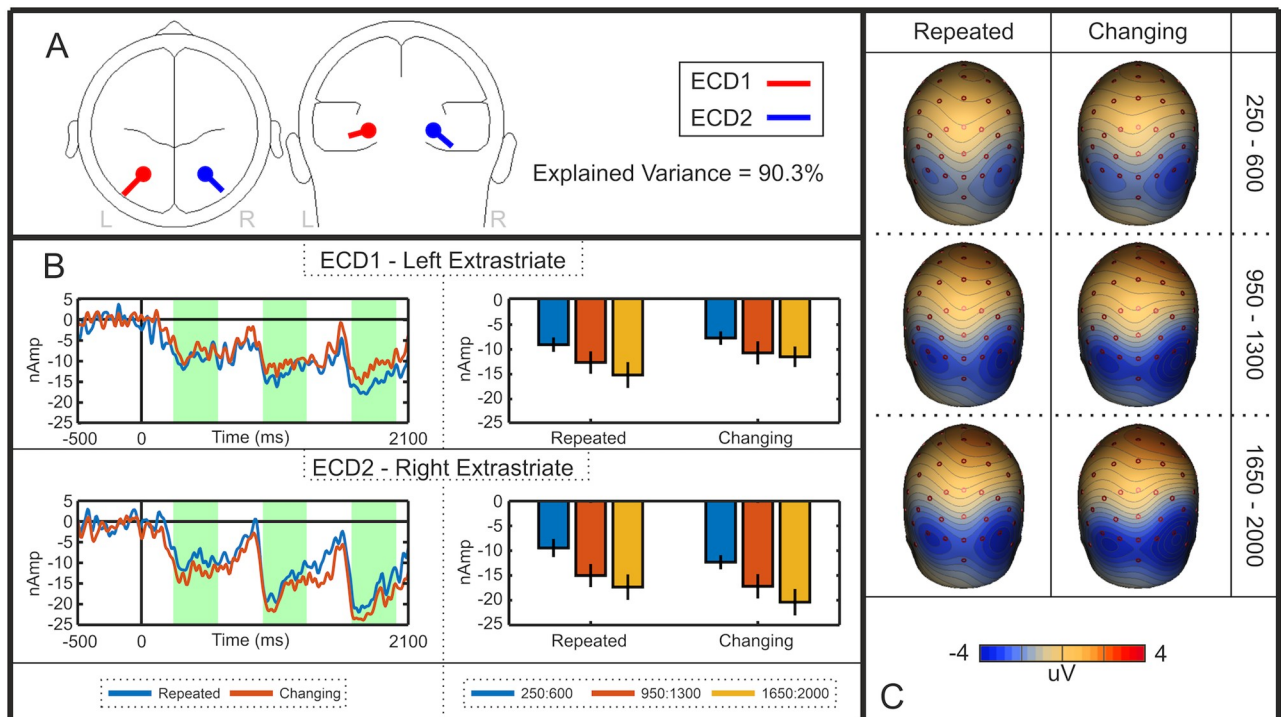 A
ECD1
ECD2
Explained Variance = 90.3%
L
R
L
R
B
ECD1 - Left Extrastriate
nAmp
5
0
-5
-10
-15
-20
-25
-500
0
Time (ms)
2100
nAmp
0
-5
-10
-15
-20
-25
Repeated
Changing
ECD2 - Right Extrastriate
nAmp
5
0
-5
-10
-15
-20
-25
-500
0
Time (ms)
2100
nAmp
0
-5
-10
-15
-20
-25
Repeated
Changing
Repeated
Changing
250:600
950:1300
1650:2000
Repeated
Changing
250 - 600
950 - 1300
1650 - 2000
-4
4
uV
C